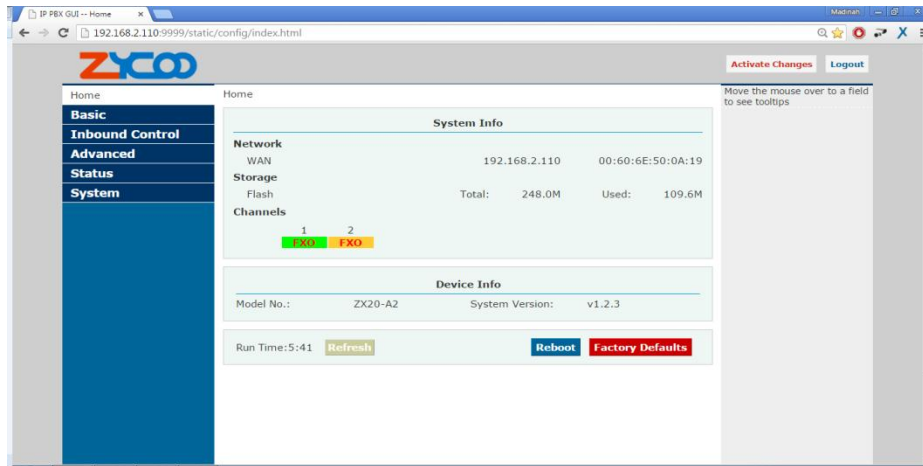 IP PBX GUI -- Home
Madinah
192.168.2.110:9999/static/config/index.html
ZYCOO
Activate Changes Logout
Home
Basic
Inbound Control
Advanced
Status
System
Home
System Info
Network
WAN 192.168.2.110 00:60:6E:50:0A:19
Storage
Flash Total: 248.0M Used: 109.6M
Channels
1 2
FXO FXO
Device Info
Model No.: ZX20-A2 System Version: v1.2.3
Run Time:5:41 Refresh Reboot Factory Defaults
Move the mouse over to a field
to see tooltips